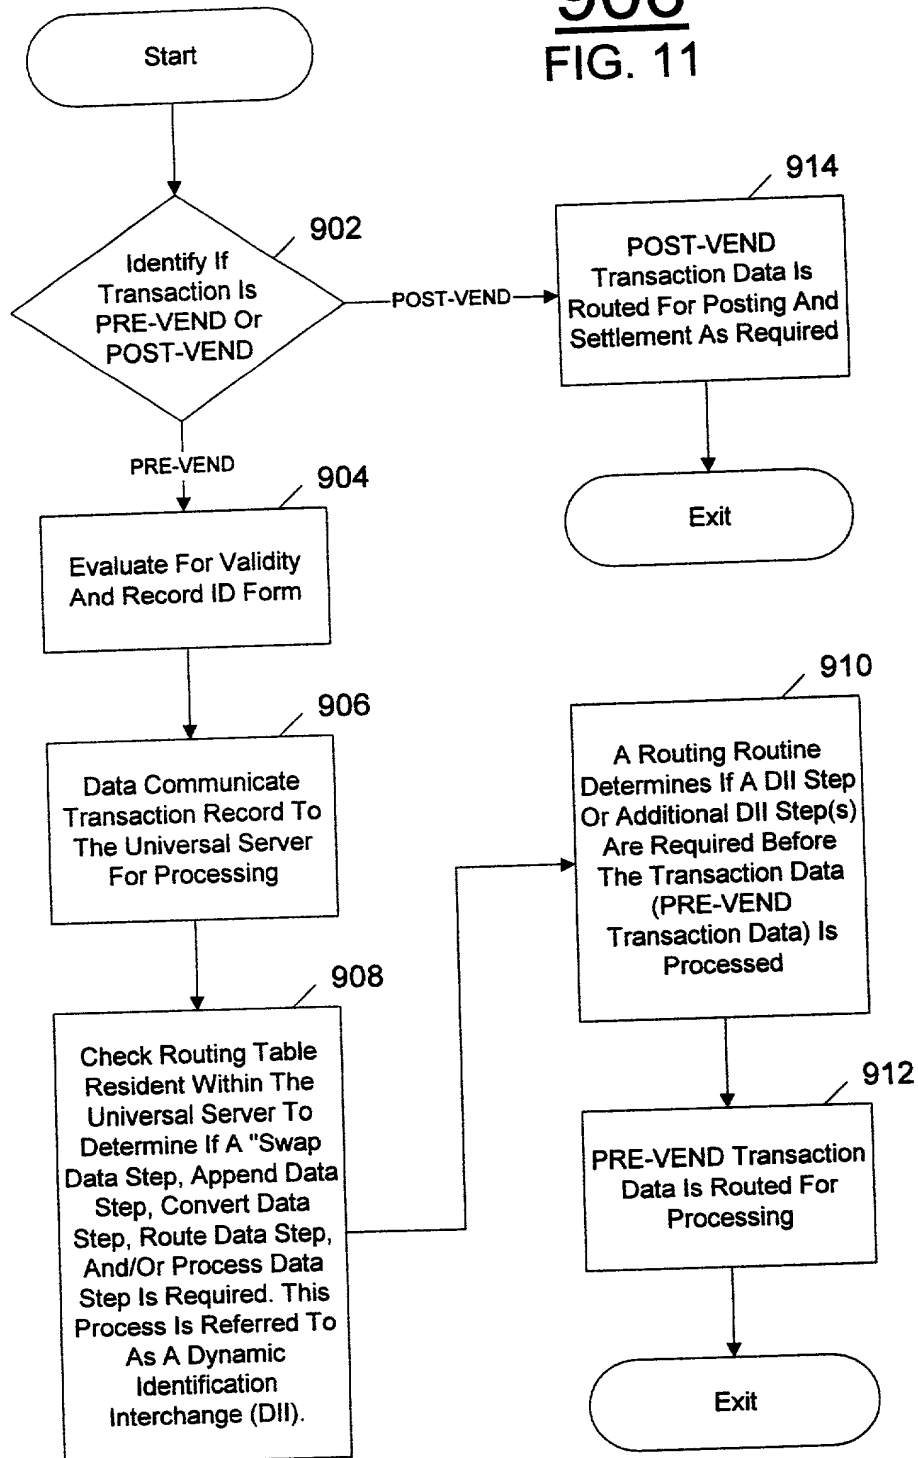 FIG. 11
Start
902
Identify If
Transaction Is
PRE-VEND Or
POST-VEND
POST-VEND
914
POST-VEND
Transaction Data Is
Routed For Posting And
Settlement As Required
Exit
PRE-VEND
904
Evaluate For Validity
And Record ID Form
906
Data Communicate
Transaction Record To
The Universal Server
For Processing
908
Check Routing Table
Resident Within The
Universal Server To
Determine If A "Swap
Data Step, Append Data
Step, Convert Data
Step, Route Data Step,
And/Or Process Data
Step Is Required. This
Process Is Referred To
As A Dynamic
Identification
Interchange (DII).
910
A Routing Routine
Determines If A DII Step
Or Additional DII Step(s)
Are Required Before
The Transaction Data
(PRE-VEND
Transaction Data) Is
Processed
912
PRE-VEND Transaction
Data Is Routed For
Processing
Exit